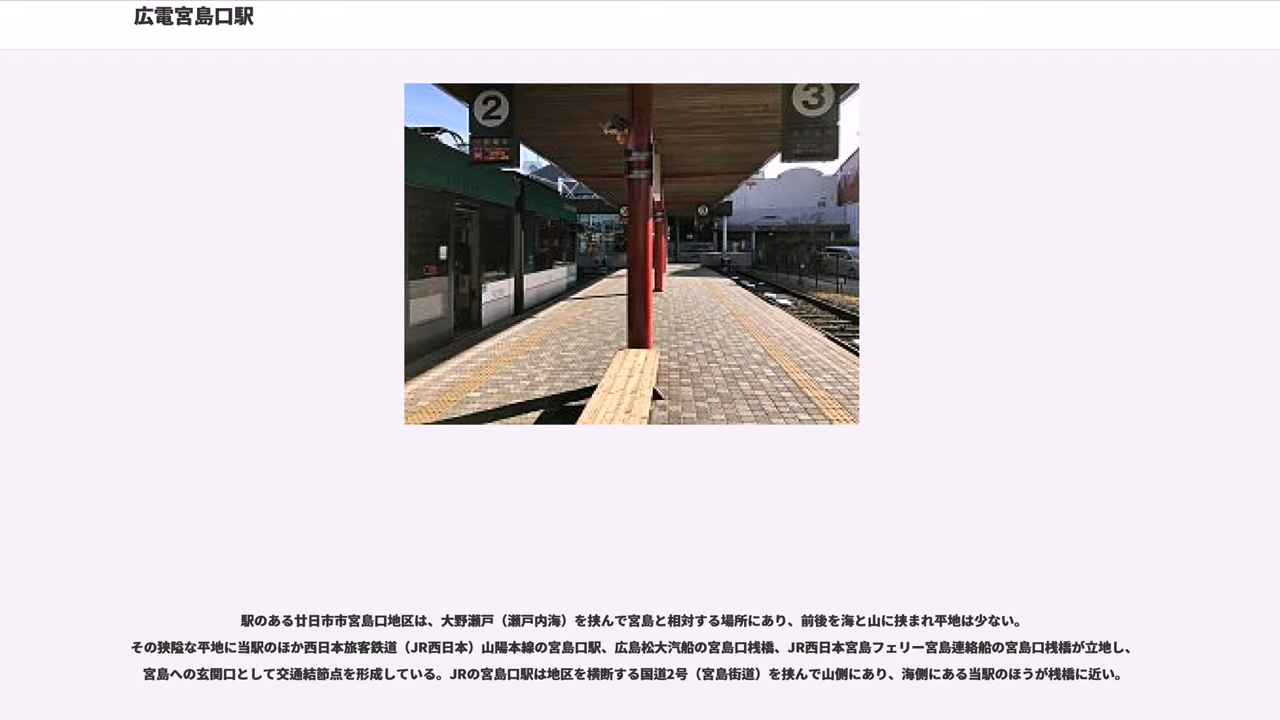 広電宮島口駅
2
3
駅のある廿日市市宮島口地区は、大野瀬戸（瀬戸内海）を挟んで宮島と相対する場所にあり、前後を海と山に挟まれ平地は少ない。
その狭隘な平地に当駅のほか西日本旅客鉄道（JR西日本）山陽本線の宮島口駅、広島松大汽船の宮島口桟橋、JR西日本宮島フェリー宮島連絡船の宮島口桟橋が立地し、
宮島への玄関口として交通結節点を形成している。JRの宮島口駅は地区を横断する国道2号（宮島街道）を挟んで山側にあり、海側にある当駅のほうが桟橋に近い。